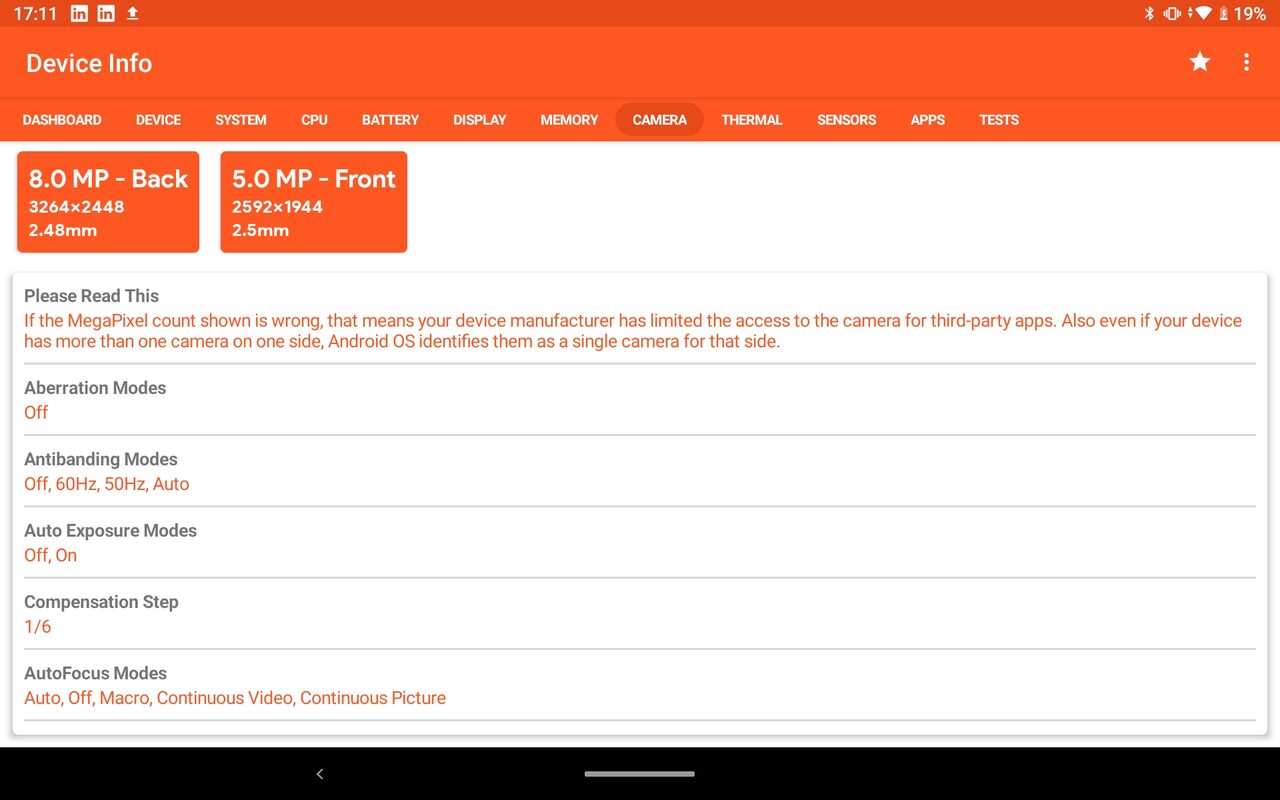 17:11 in in 19%
Device Info
DASHBOARD DEVICE SYSTEM CPU BATTERY DISPLAY MEMORY CAMERA THERMAL SENSORS APPS TESTS
8.0 MP - Back
3264×2448
2.48mm
5.0 MP - Front
2592×1944
2.5mm
Please Read This
If the MegaPixel count shown is wrong, that means your device manufacturer has limited the access to the camera for third-party apps. Also even if your device
has more than one camera on one side, Android OS identifies them as a single camera for that side.
Aberration Modes
Off
Antibanding Modes
Off, 60Hz, 50Hz, Auto
Auto Exposure Modes
Off, On
Compensation Step
1/6
AutoFocus Modes
Auto, Off, Macro, Continuous Video, Continuous Picture